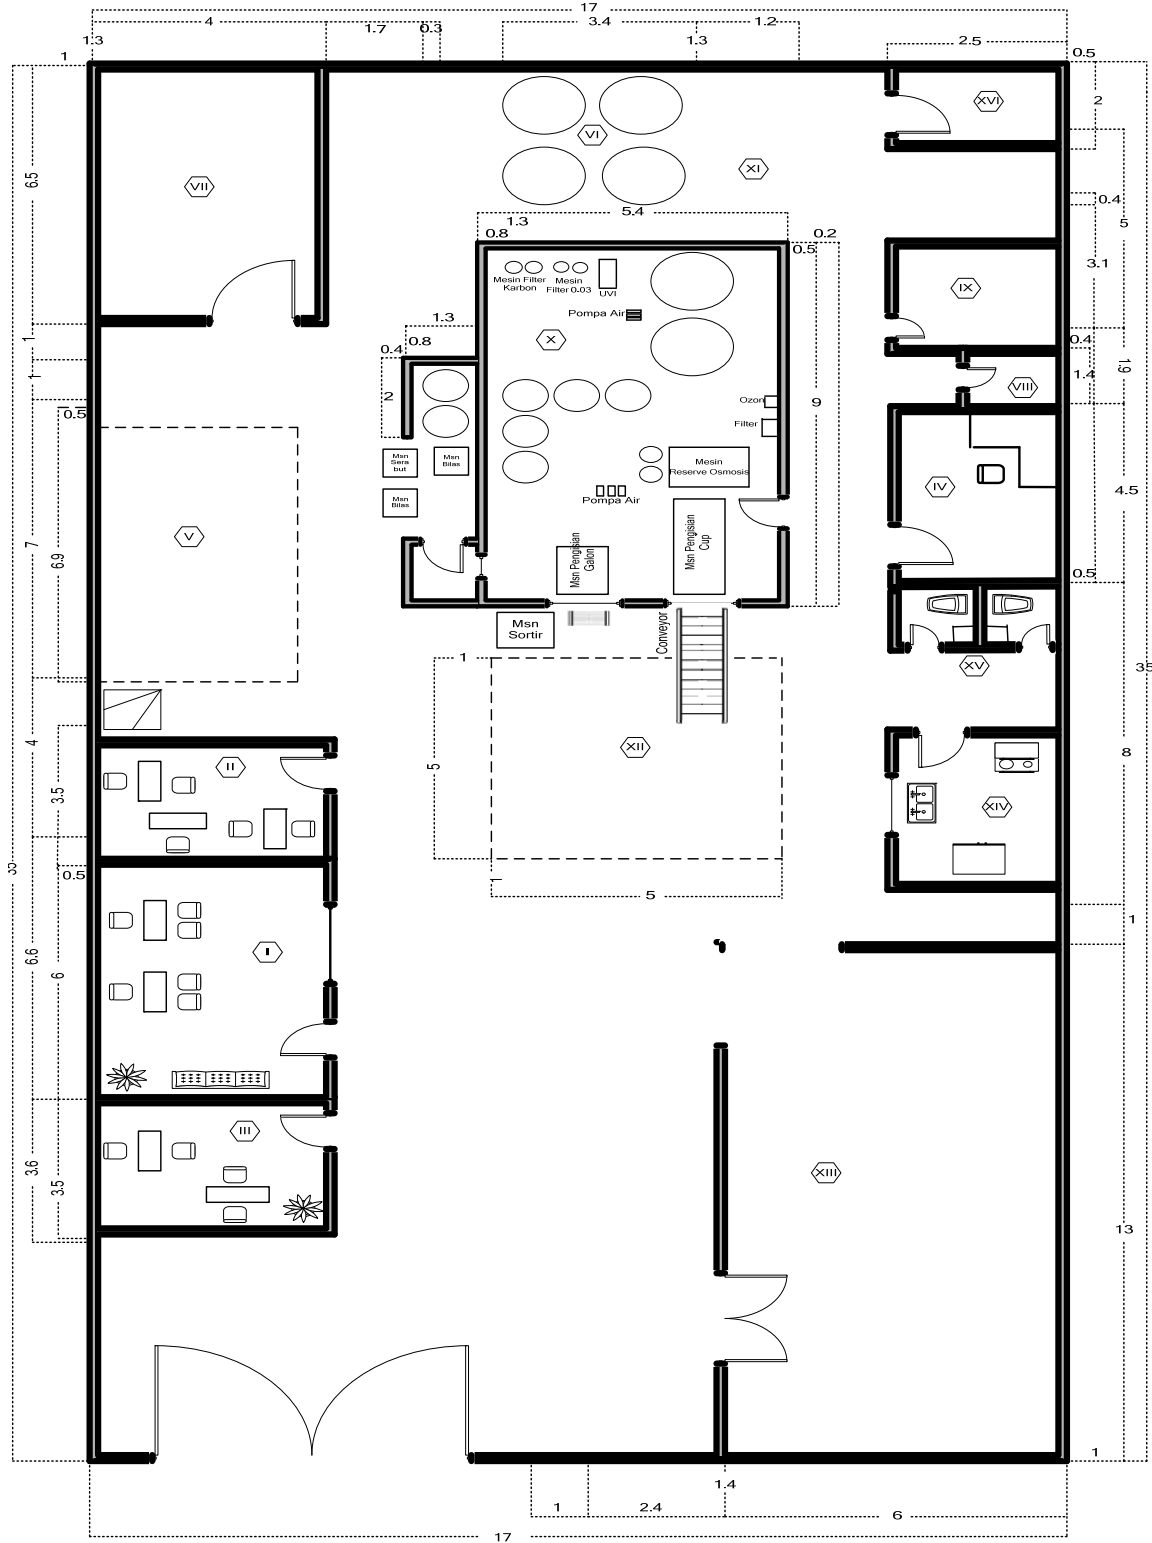 17
4
1.7
0.3
3.4
1.2
1.3
1.3
2.5
1
0.5
XVI
2
VI
XI
6.5
VII
0.4
5
5.4
1.3
0.8
0.2
0.5
3.1
Mesin Filter
Karbon
Mesin
Filter 0-03
UVI
IX
Pompa Air
1.3
1
X
0.8
0.4
0.4
1.9
1
1.4
VIII
2
Ozon
9
0.5
Filter
Msn
Sera
but
Msn
Bilas
Mesin
Reserve Osmosis
IV
4.5
Msn
Bilas
Pompa Air
V
7
6.9
Msn Pengisian
Galon
Msn Pengisian
Cup
0.5
Msn
Sortir
Conveyor
1
XV
35
XII
4
8
II
5
3.5
XIV
35
0.5
1
5
1
I
6.6
6
III
3.6
3.5
XIII
13
1
1.4
1
2.4
6
17